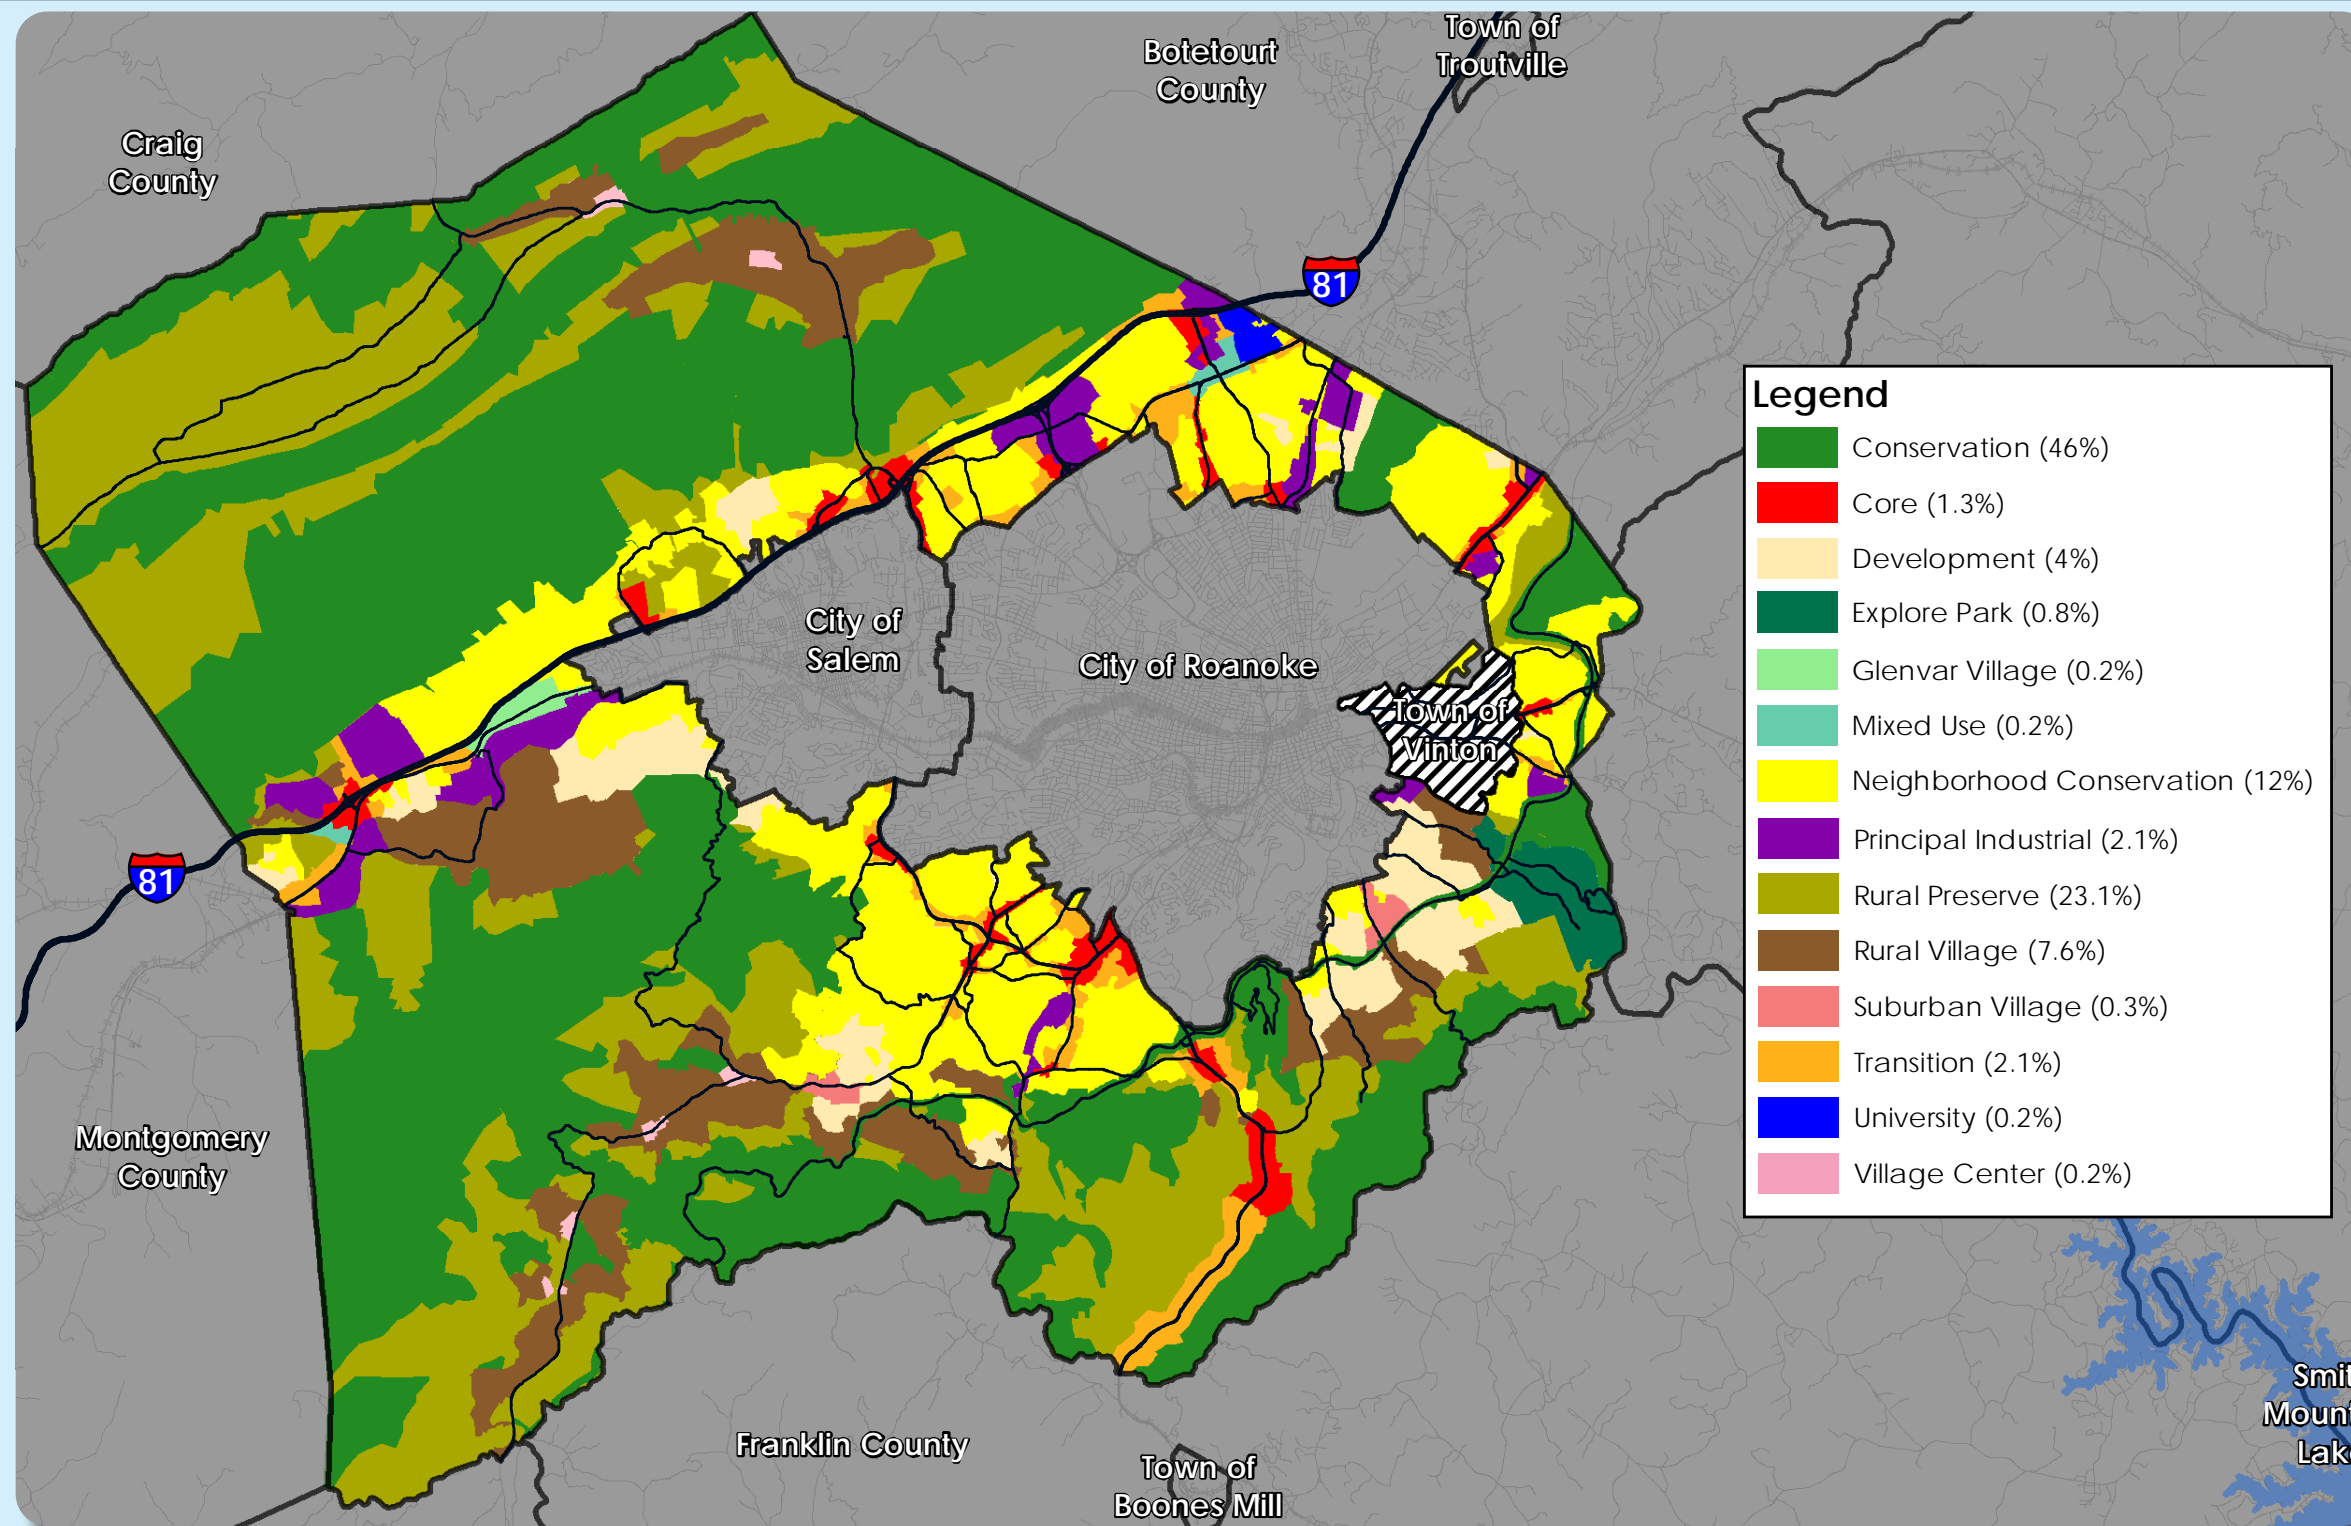 Town of
Troutville
Botetourt
County
Craig
County
81
City of
Salem
City of Roanoke
Town of
Vinton
81
Montgomery
County
Franklin County
Town of
Boones Mill
Legend
Conservation (46%)
Core (1.3%)
Development (4%)
Explore Park (0.8%)
Glenvar Village (0.2%)
Mixed Use (0.2%)
Neighborhood Conservation (12%)
Principal Industrial (2.1%)
Rural Preserve (23.1%)
Rural Village (7.6%)
Suburban Village (0.3%)
Transition (2.1%)
University (0.2%)
Village Center (0.2%)
Smit
Moun
Lak